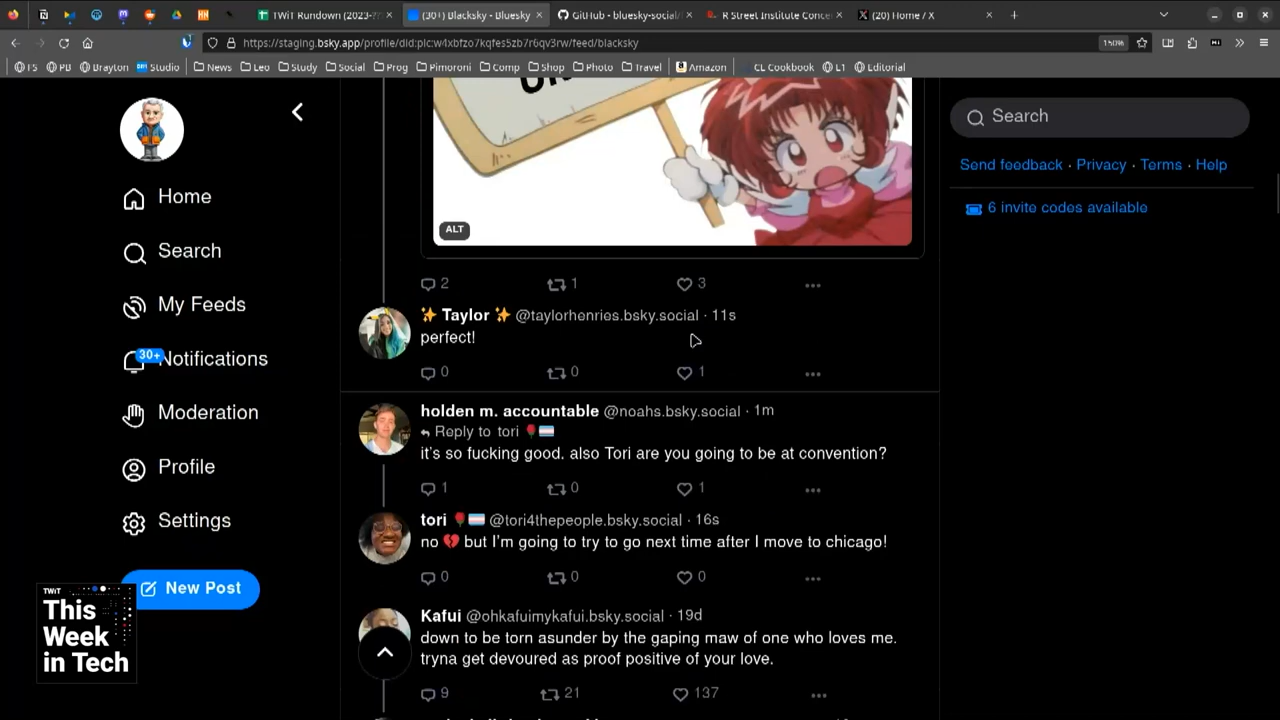 TWiT Rundown (2023-??
(30+) Blacksky - Bluesky
GitHub - bluesky-social/
R Street Institute Conce
(20) Home / X
https://staging.bsky.app/profile/did:plc:w4xbfzo7kqfes5zb7r6qv3rw/feed/blacksky
150%
FS
PB
Brayton
Studio
News
Leo
Study
Social
Prog
Pimoroni
Comp
Shop
Photo
Travel
Amazon
CL Cookbook
L1
Editorial
Home
Search
My Feeds
30+
Notifications
Moderation
Profile
Settings
New Post
TWiT
This
Week
in Tech
ALT
2 1 3
✨ Taylor ✨ @taylorhenries.bsky.social · 11s
perfect!
0 0 1
holden m. accountable @noahs.bsky.social · 1m
Reply to tori 🌹🏳️‍⚧️
it's so fucking good. also Tori are you going to be at convention?
1 0 1
tori 🌹🏳️‍⚧️ @tori4thepeople.bsky.social · 16s
no 💔 but I'm going to try to go next time after I move to chicago!
0 0 0
Kafui @ohkafuimykafui.bsky.social · 19d
down to be torn asunder by the gaping maw of one who loves me.
tryna get devoured as proof positive of your love.
9 21 137
Search
Send feedback · Privacy · Terms · Help
6 invite codes available